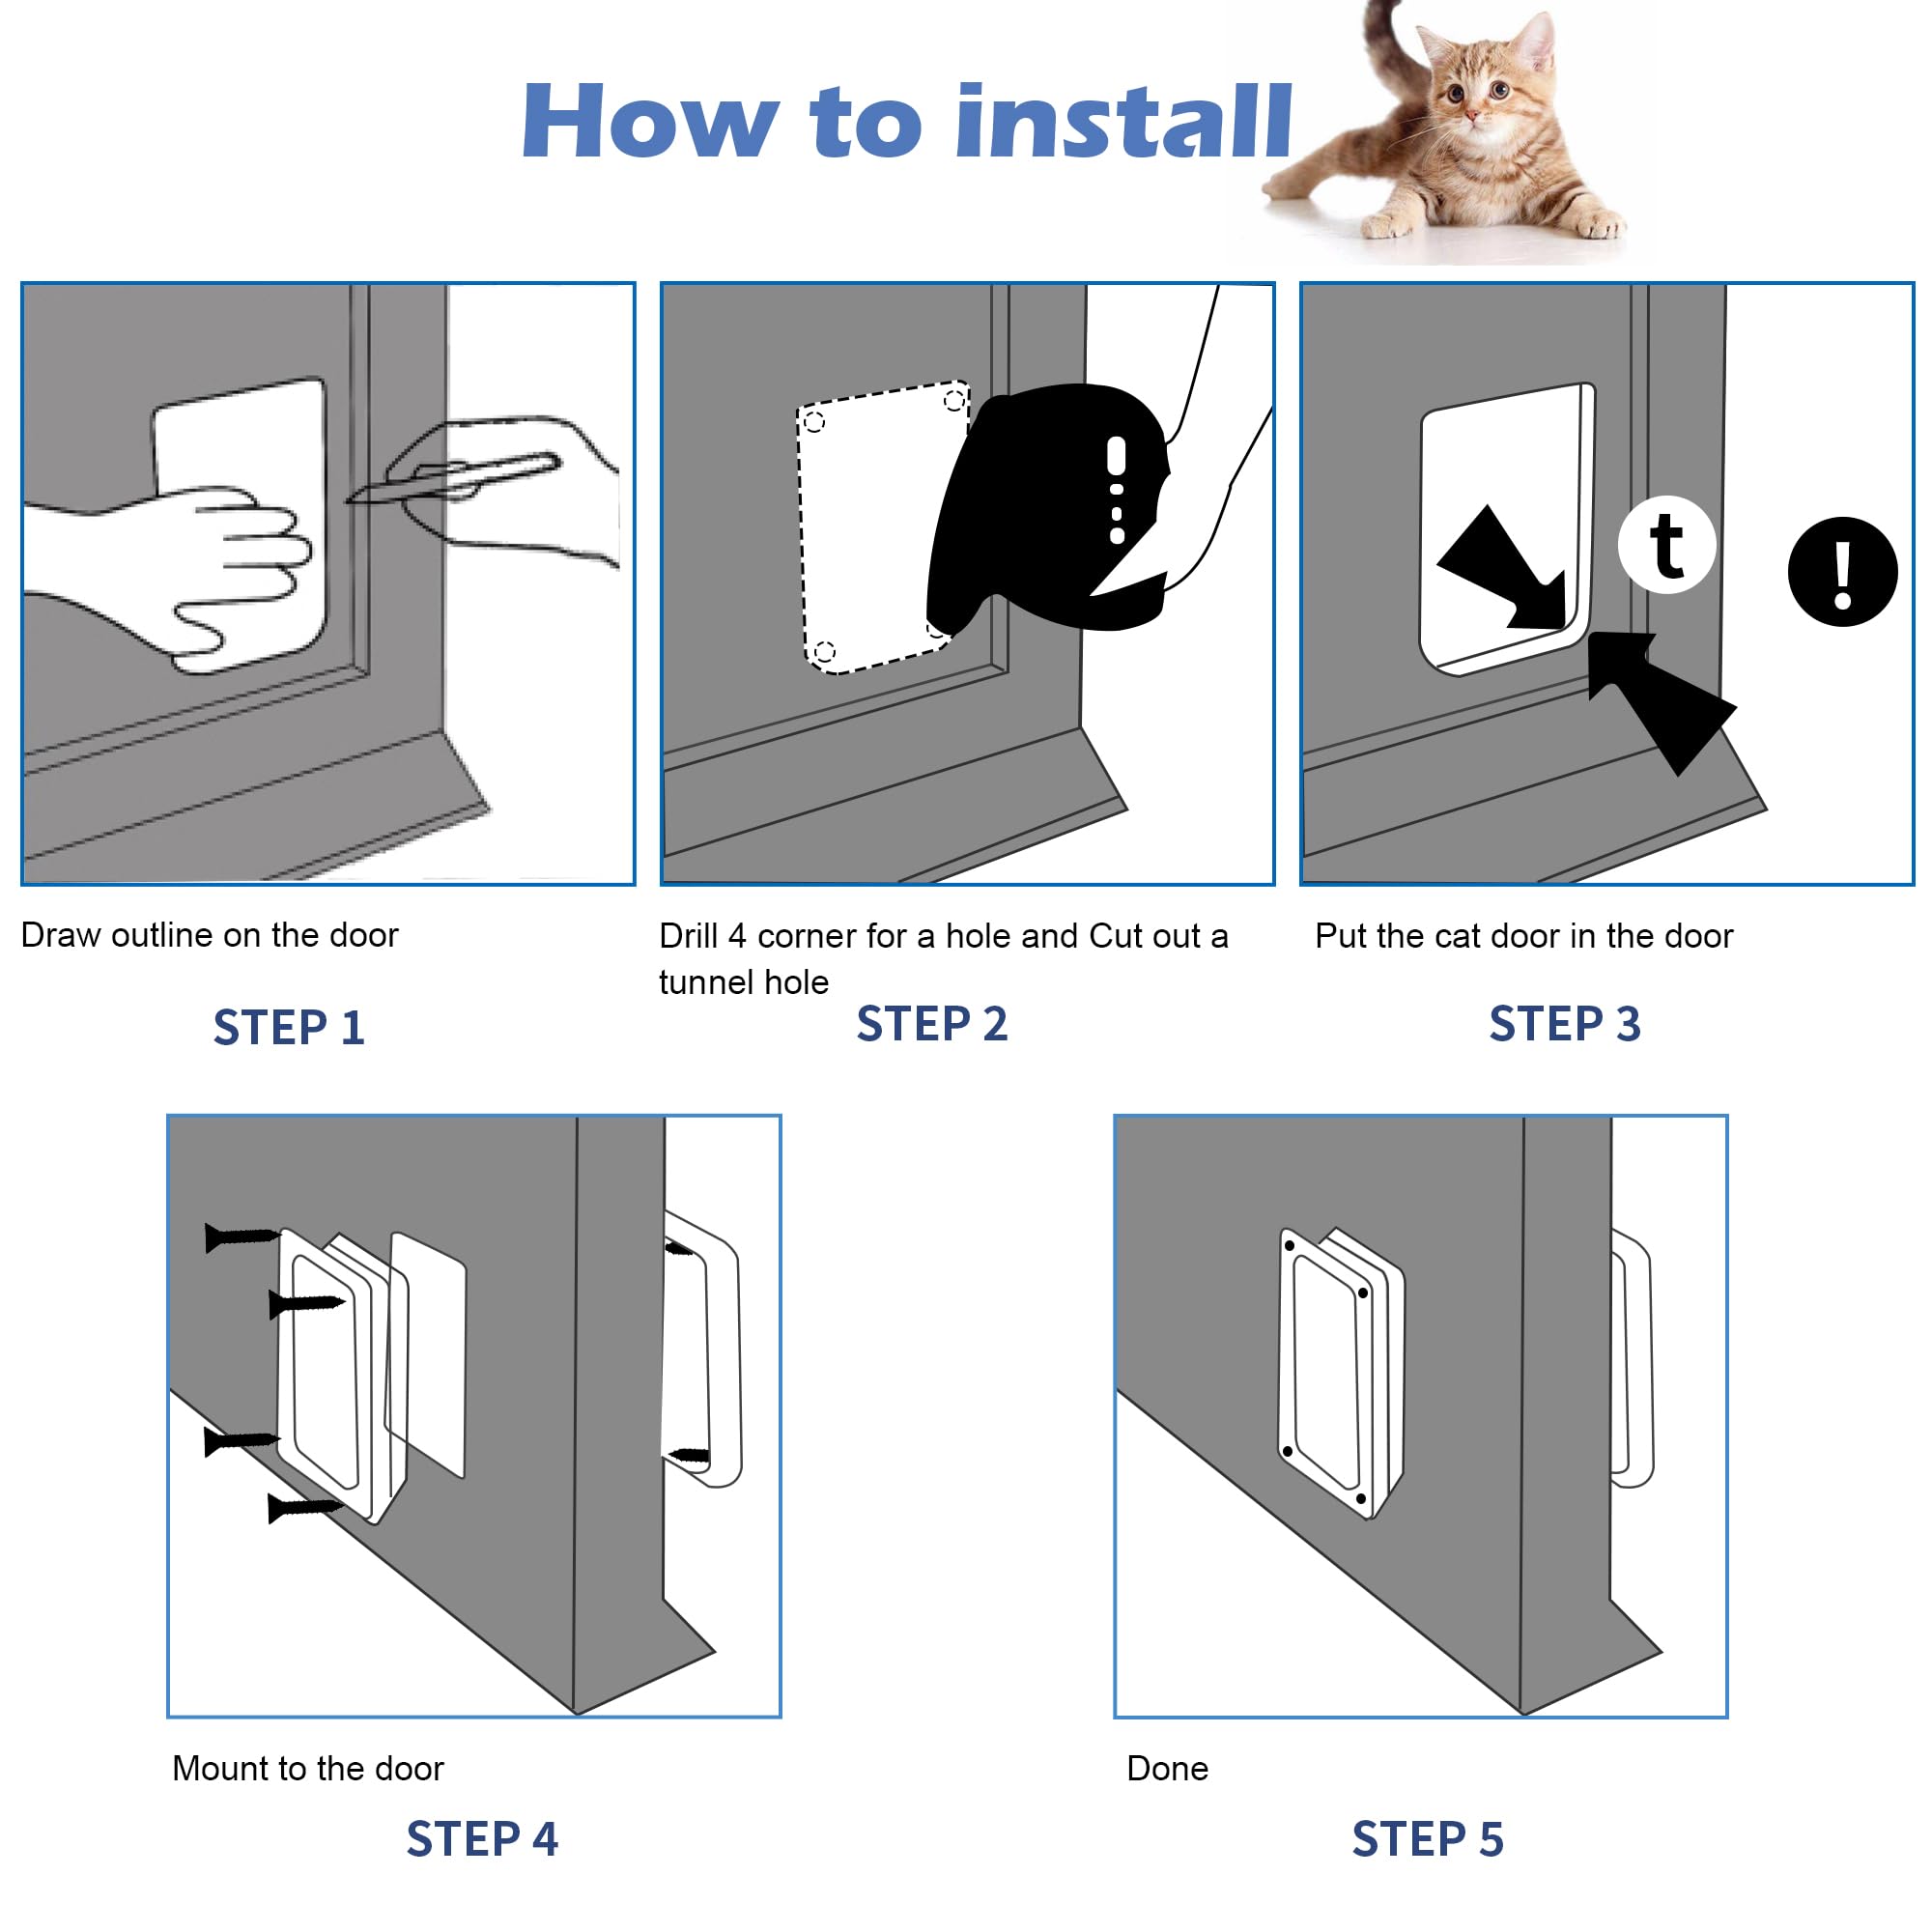 How to install
t
!
Draw outline on the door
Drill 4 corner for a hole and Cut out a
tunnel hole
Put the cat door in the door
STEP 1
STEP 2
STEP 3
Mount to the door
Done
STEP 4
STEP 5